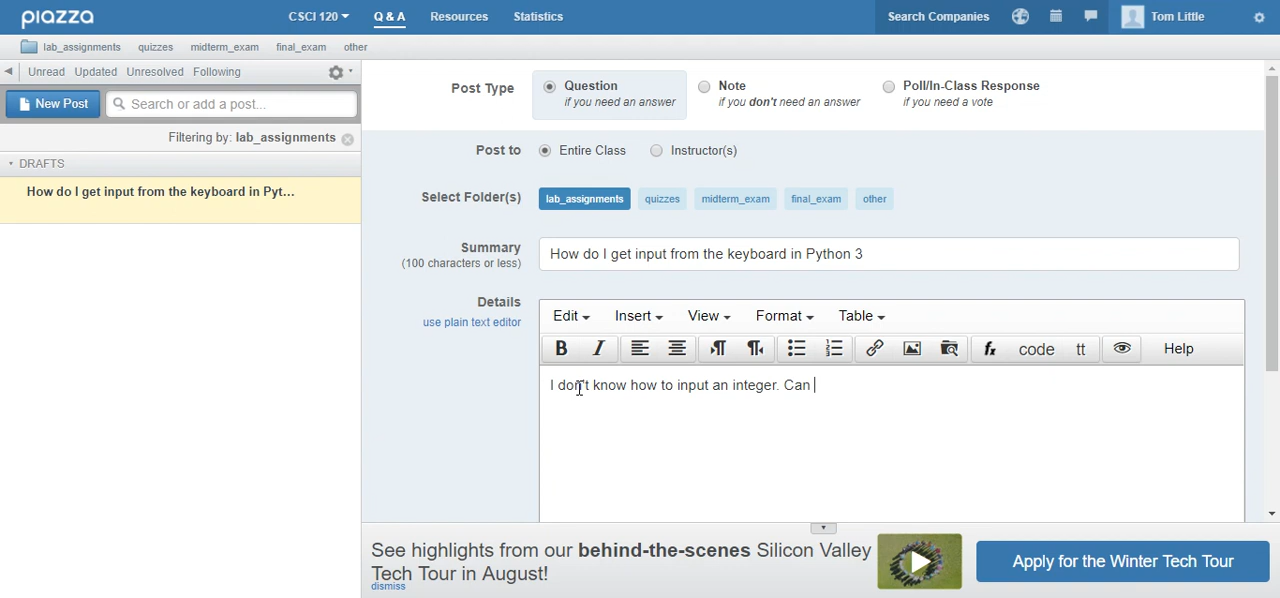 piazza CSCI 120 Q & A Resources Statistics Search Companies Tom Little
lab_assignments quizzes midterm_exam final_exam other
Unread Updated Unresolved Following
New Post Search or add a post...
Filtering by: lab_assignments
DRAFTS
How do I get input from the keyboard in Pyt...
Post Type
Question
if you need an answer
Note
if you don't need an answer
Poll/In-Class Response
if you need a vote
Post to Entire Class Instructor(s)
Select Folder(s) lab_assignments quizzes midterm_exam final_exam other
Summary
(100 characters or less)
How do I get input from the keyboard in Python 3
Details
use plain text editor
Edit Insert View Format Table
B I fx code tt Help
I don't know how to input an integer. Can
See highlights from our behind-the-scenes Silicon Valley
Tech Tour in August!
dismiss
Apply for the Winter Tech Tour